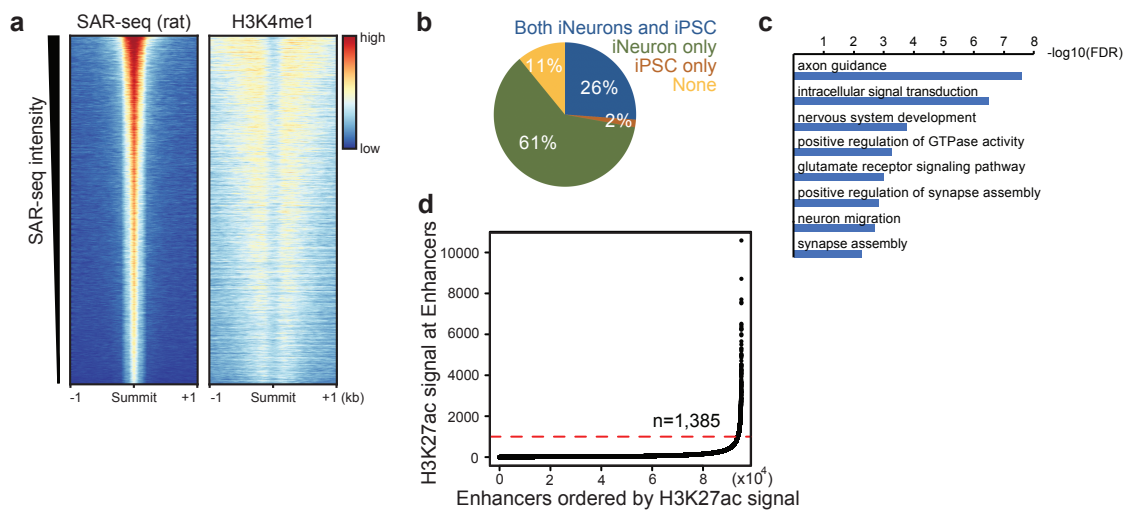 a
SAR-seq (rat)
H3K4me1
SAR-seq intensity
high
low
-1 Summit +1
-1 Summit +1 (kb)
b
Both iNeurons and iPSC
iNeuron only
iPSC only
None
11%
26%
2%
61%
c
1 2 3 4 5 6 7 8 -log10(FDR)
axon guidance
intracellular signal transduction
nervous system development
positive regulation of GTPase activity
glutamate receptor signaling pathway
positive regulation of synapse assembly
neuron migration
synapse assembly
d
H3K27ac signal at Enhancers
10000
8000
6000
4000
2000
0
n=1,385
0 2 4 6 8 (x10^4)
Enhancers ordered by H3K27ac signal